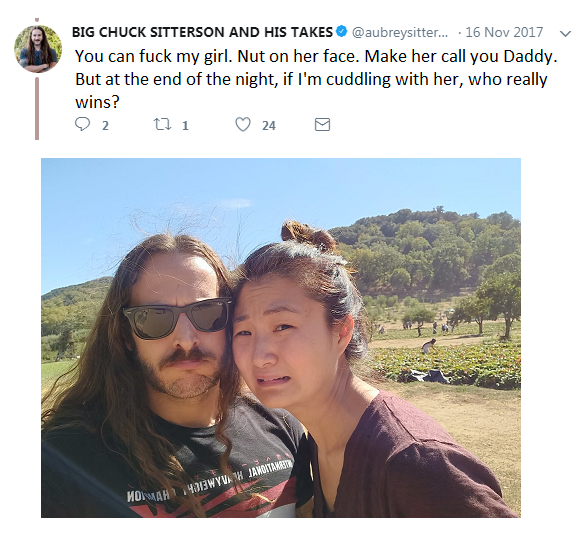 BIG CHUCK SITTERSON AND HIS TAKES @aubreysitter... · 16 Nov 2017
You can fuck my girl. Nut on her face. Make her call you Daddy.
But at the end of the night, if I'm cuddling with her, who really
wins?
2 1 24
INTERNATIONAL HEAVYWEIGHT